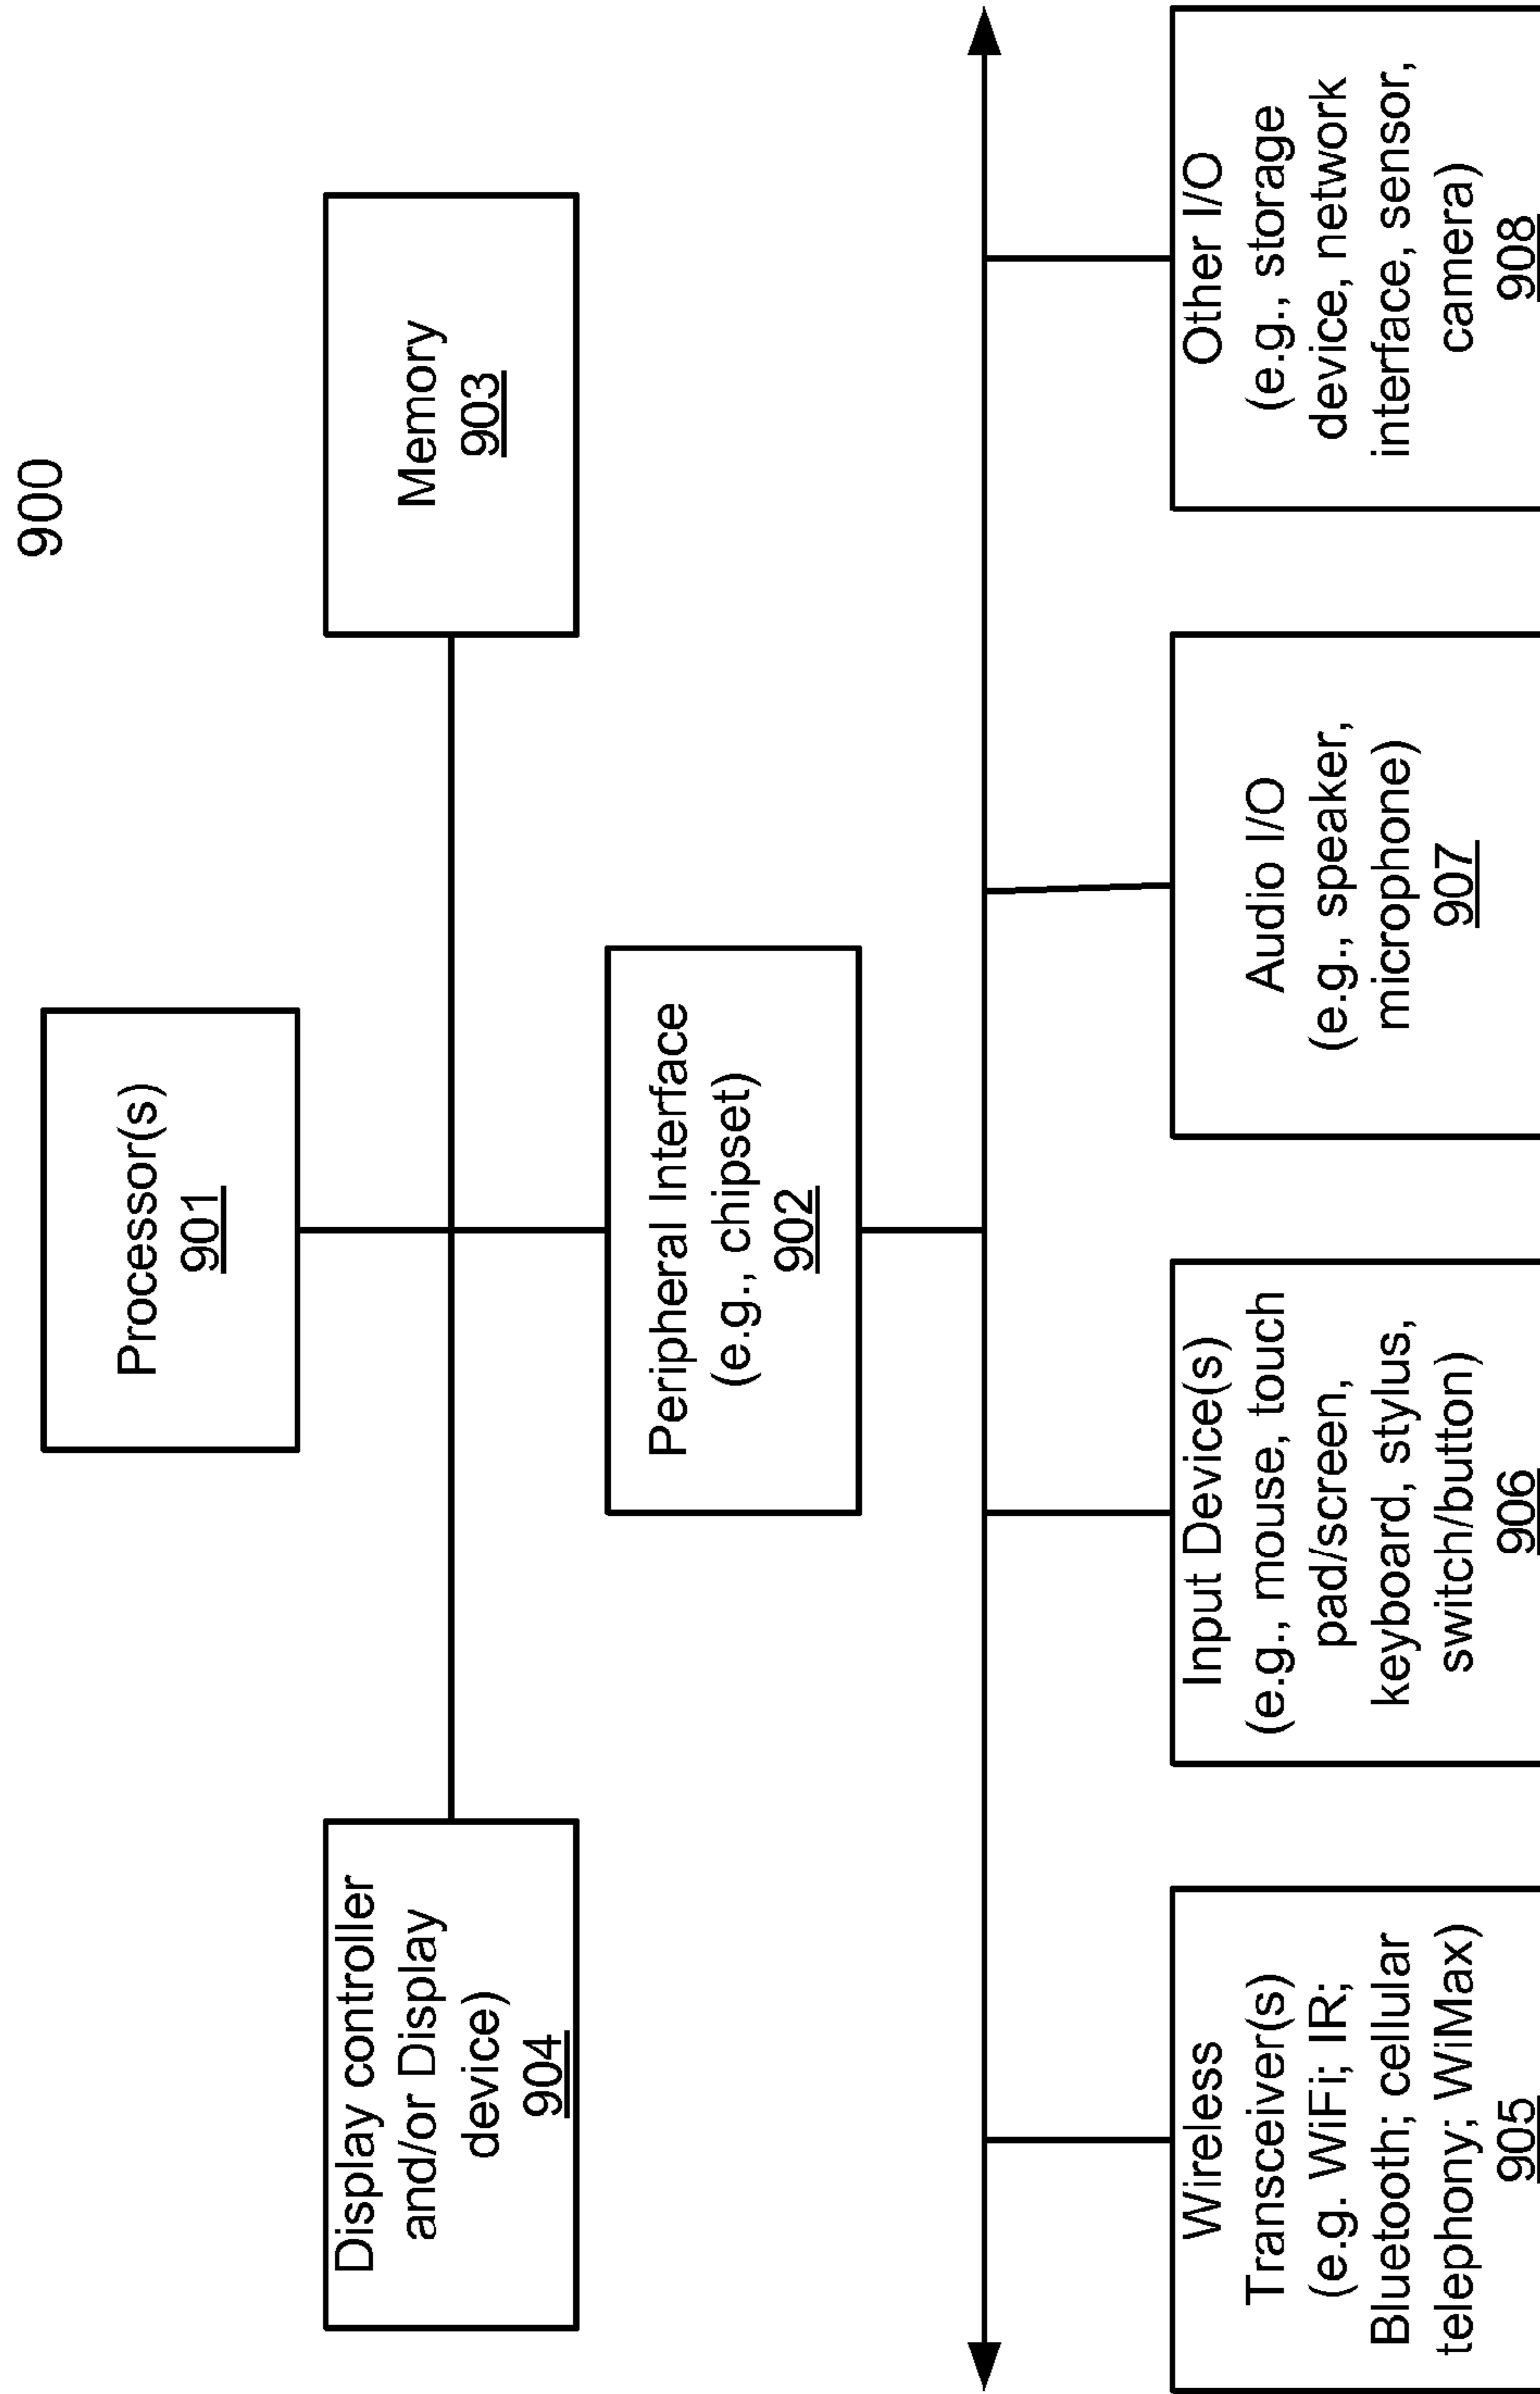 900
Processor(s)
901
Display controller
and/or Display
device)
904
Memory
903
Peripheral Interface
(e.g., chipset)
902
Wireless
Transceiver(s)
(e.g. WiFi; IR;
Bluetooth; cellular
telephony; WiMax)
905
Input Device(s)
(e.g., mouse, touch
pad/screen,
keyboard, stylus,
switch/button)
906
Audio I/O
(e.g., speaker,
microphone)
907
Other I/O
(e.g., storage
device, network
interface, sensor,
camera)
908